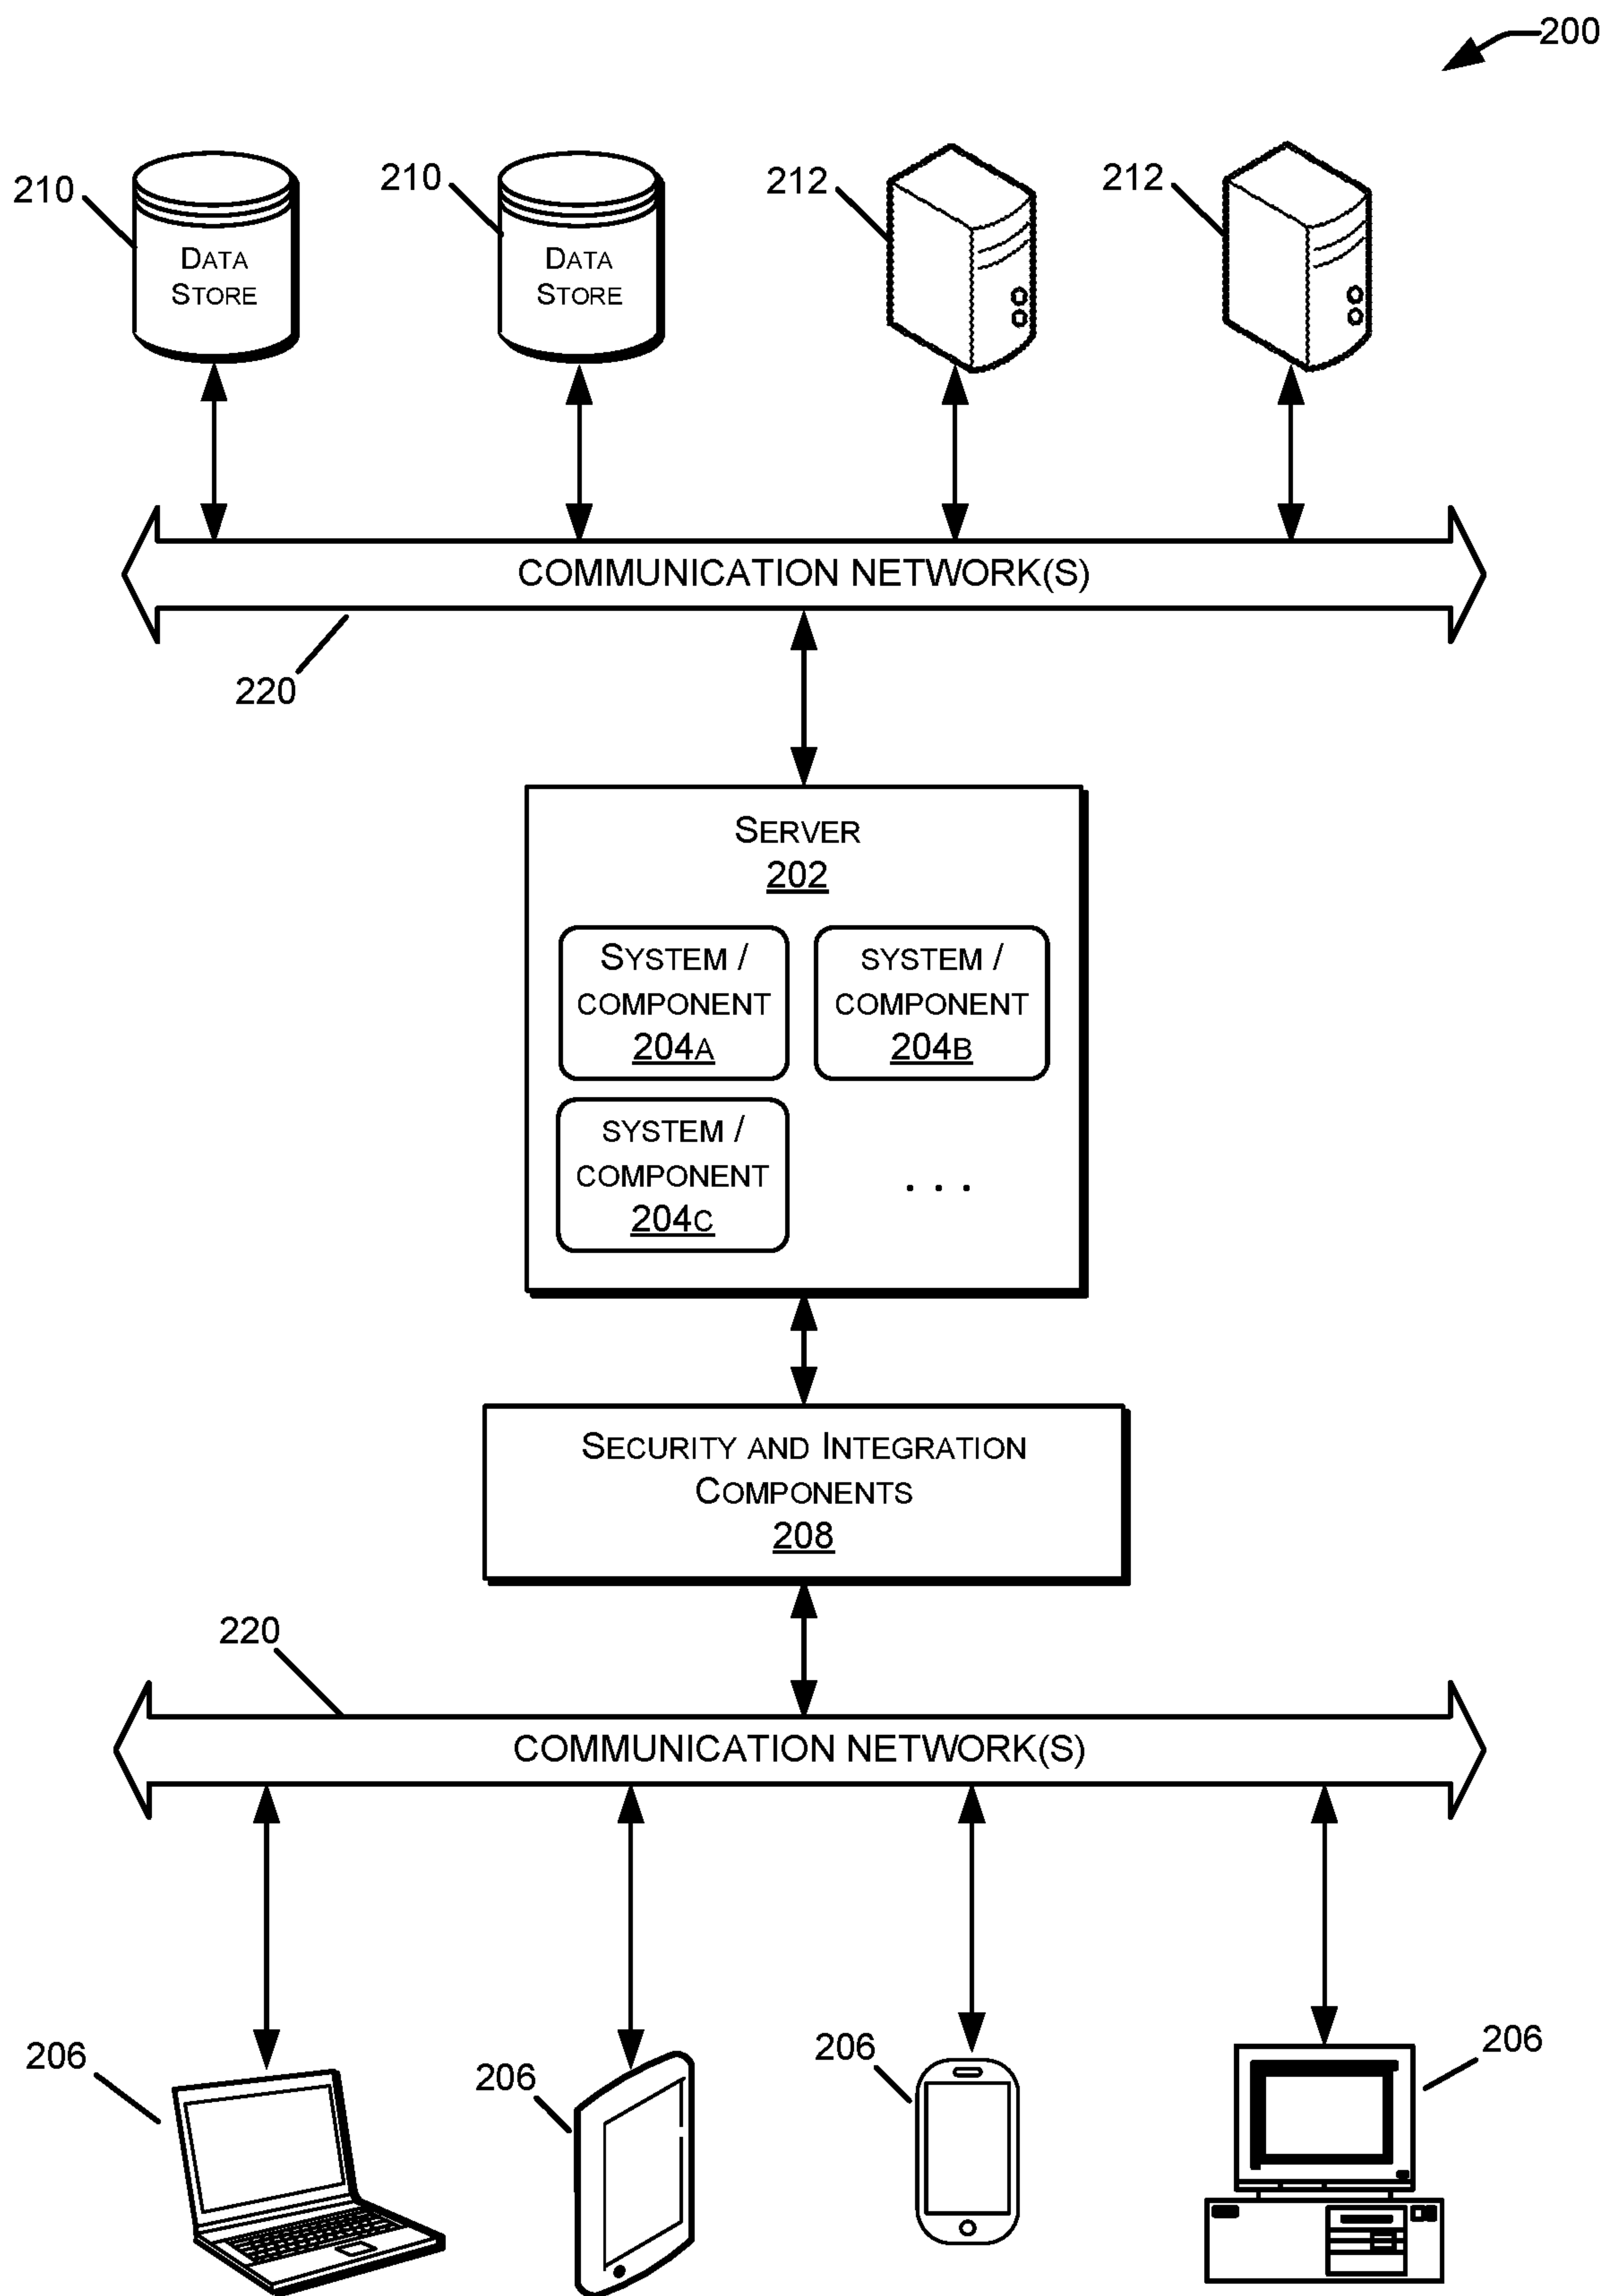 200
210
210
212
212
DATA
STORE
DATA
STORE
COMMUNICATION NETWORK(S)
220
SERVER
202
SYSTEM /
COMPONENT
204A
SYSTEM /
COMPONENT
204B
SYSTEM /
COMPONENT
204C
. . .
SECURITY AND INTEGRATION
COMPONENTS
208
220
COMMUNICATION NETWORK(S)
206
206
206
206